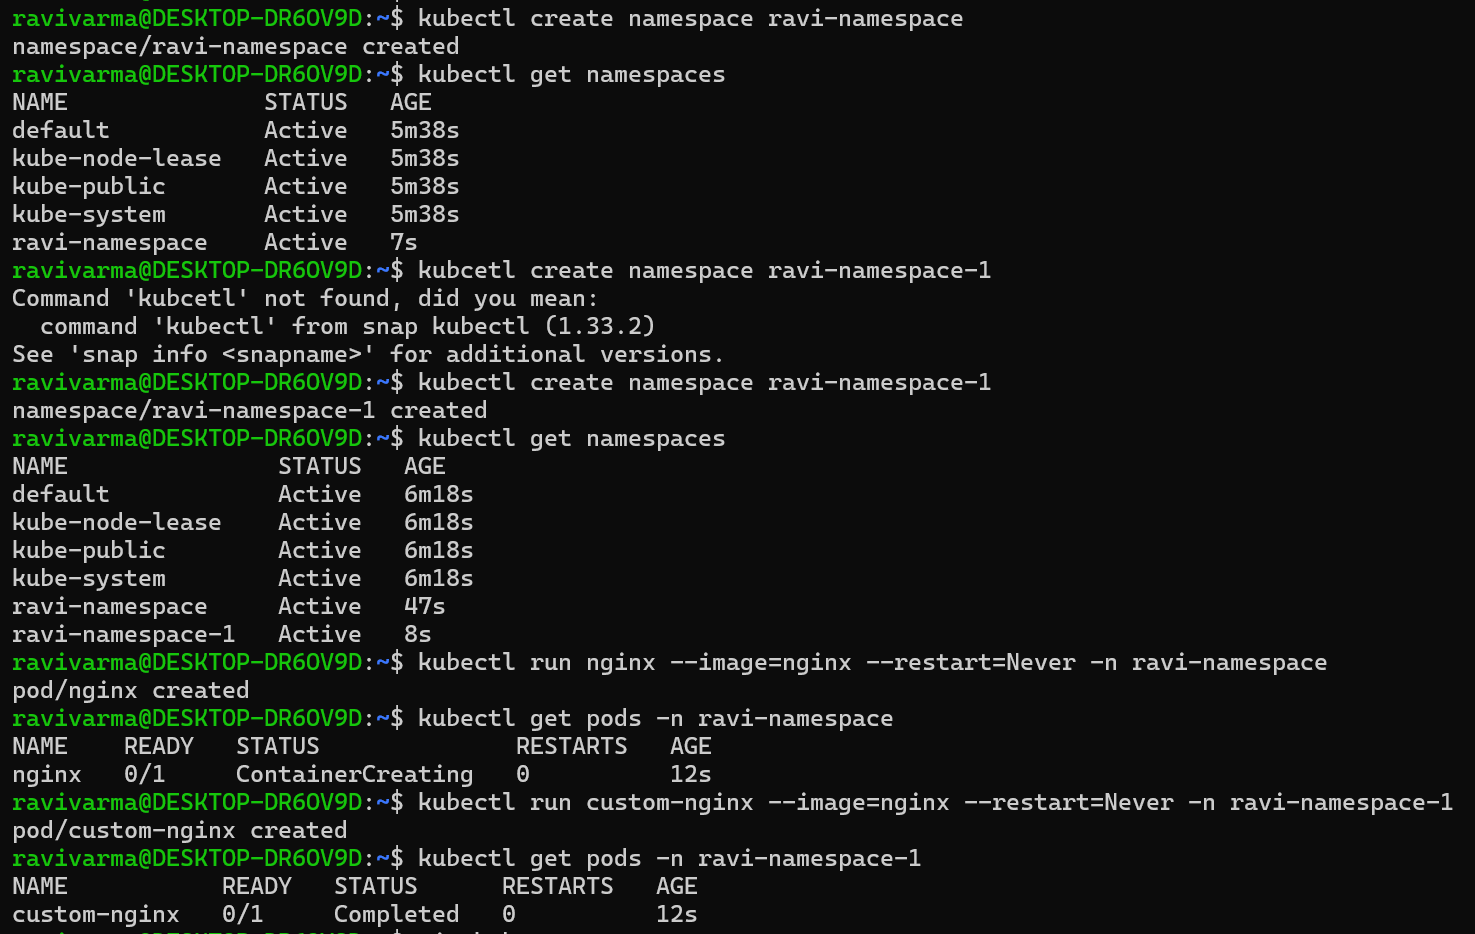 ravivarma@DESKTOP-DR6OV9D:~$ kubectl create namespace ravi-namespace
namespace/ravi-namespace created
ravivarma@DESKTOP-DR6OV9D:~$ kubectl get namespaces
NAME              STATUS   AGE
default           Active   5m38s
kube-node-lease   Active   5m38s
kube-public       Active   5m38s
kube-system       Active   5m38s
ravi-namespace    Active   7s
ravivarma@DESKTOP-DR6OV9D:~$ kubcetl create namespace ravi-namespace-1
Command 'kubcetl' not found, did you mean:
  command 'kubectl' from snap kubectl (1.33.2)
See 'snap info <snapname>' for additional versions.
ravivarma@DESKTOP-DR6OV9D:~$ kubectl create namespace ravi-namespace-1
namespace/ravi-namespace-1 created
ravivarma@DESKTOP-DR6OV9D:~$ kubectl get namespaces
NAME               STATUS   AGE
default            Active   6m18s
kube-node-lease    Active   6m18s
kube-public        Active   6m18s
kube-system        Active   6m18s
ravi-namespace     Active   47s
ravi-namespace-1   Active   8s
ravivarma@DESKTOP-DR6OV9D:~$ kubectl run nginx --image=nginx --restart=Never -n ravi-namespace
pod/nginx created
ravivarma@DESKTOP-DR6OV9D:~$ kubectl get pods -n ravi-namespace
NAME    READY   STATUS              RESTARTS   AGE
nginx   0/1     ContainerCreating   0          12s
ravivarma@DESKTOP-DR6OV9D:~$ kubectl run custom-nginx --image=nginx --restart=Never -n ravi-namespace-1
pod/custom-nginx created
ravivarma@DESKTOP-DR6OV9D:~$ kubectl get pods -n ravi-namespace-1
NAME           READY   STATUS      RESTARTS   AGE
custom-nginx   0/1     Completed   0          12s